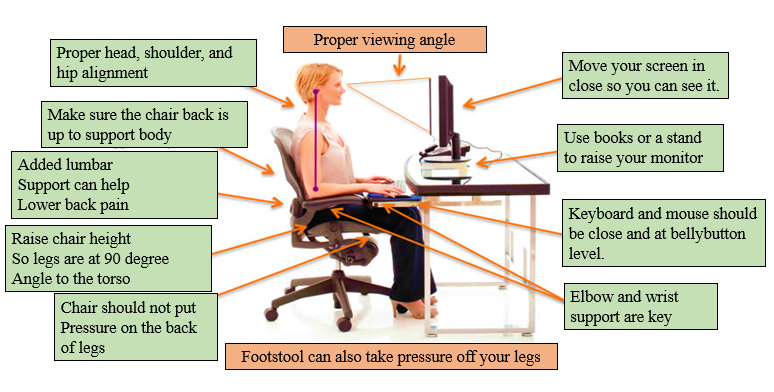 Proper viewing angle
Proper head, shoulder, and
hip alignment
Make sure the chair back is
up to support body
Added lumbar
Support can help
Lower back pain
Raise chair height
So legs are at 90 degree
Angle to the torso
Chair should not put
Pressure on the back
of legs
Move your screen in
close so you can see it.
Use books or a stand
to raise your monitor
Keyboard and mouse should
be close and at bellybutton
level.
Elbow and wrist
support are key
Footstool can also take pressure off your legs